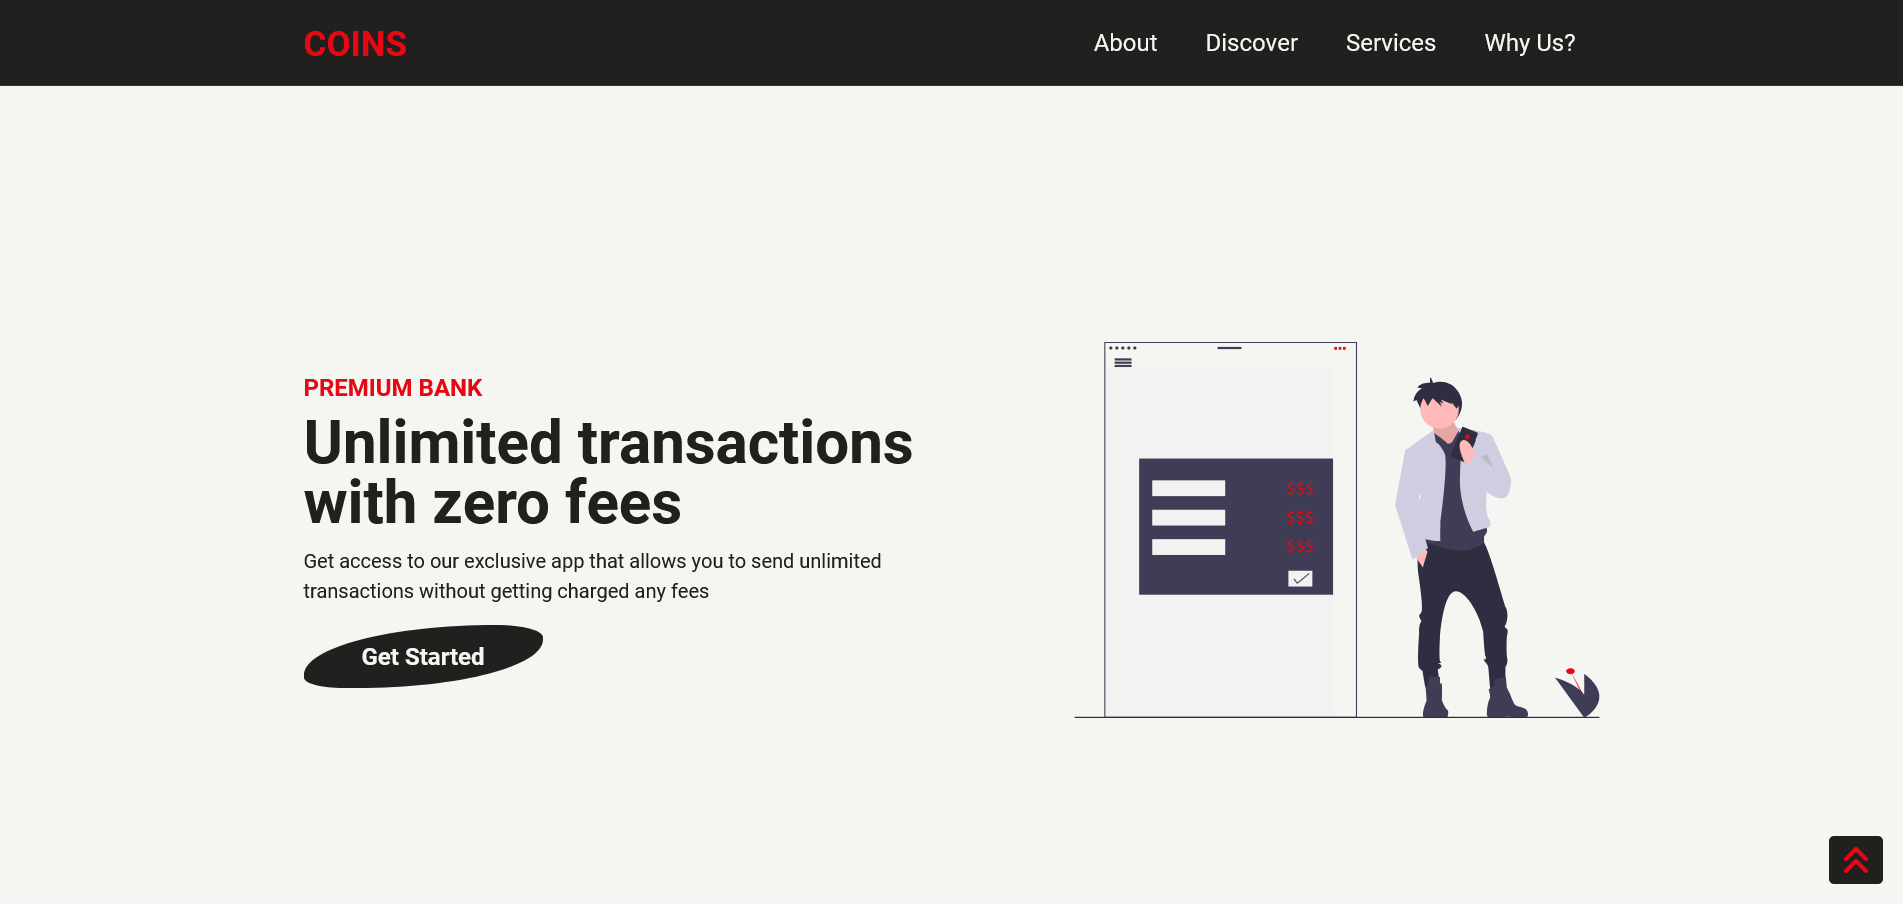 COINS
About
Discover
Services
Why Us?
PREMIUM BANK
Unlimited transactions
with zero fees
Get access to our exclusive app that allows you to send unlimited
transactions without getting charged any fees
Get Started
$$$
$$$
$$$